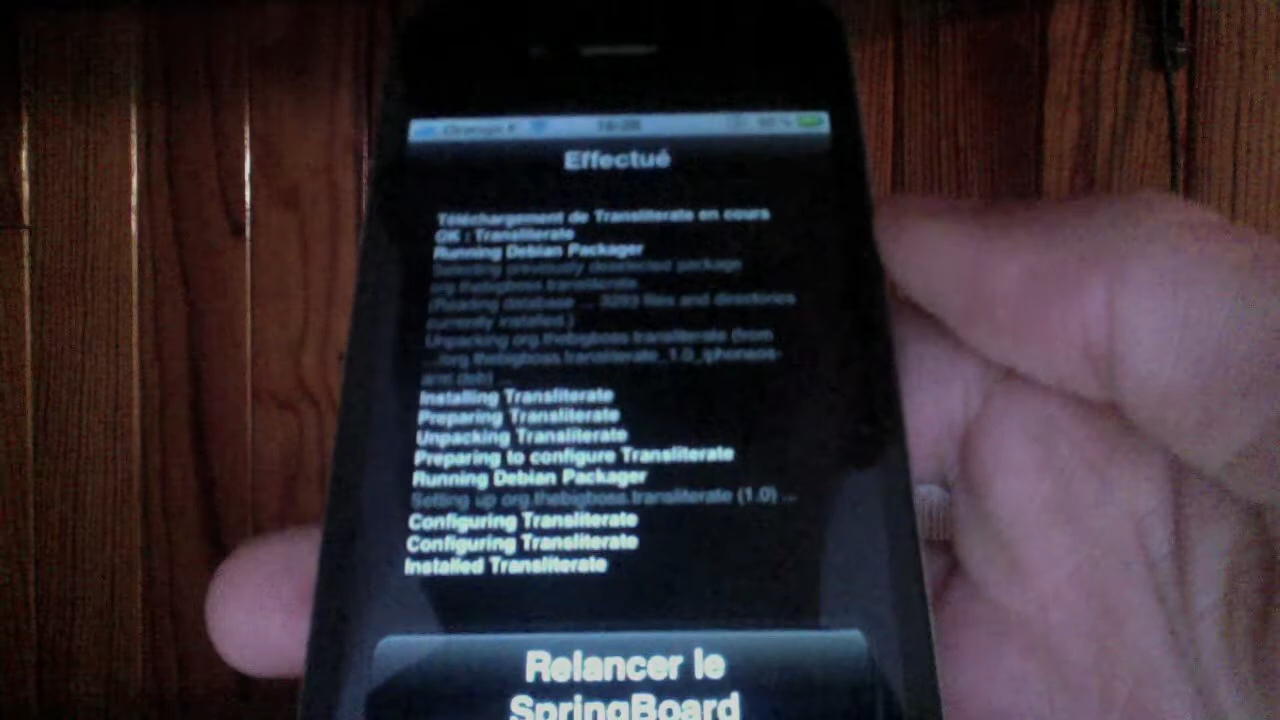 Orange
Effectué
Téléchargement de Transliterate en cours
OK : Transliterate
Running Debian Packager
Selecting previously deselected package
org.thebigboss.transliterate.
(Reading database ... files and directories
currently installed.)
Unpacking org.thebigboss.transliterate (from
.../org.thebigboss.transliterate_1.0_iphoneos-
arm.deb) ...
Installing Transliterate
Preparing Transliterate
Unpacking Transliterate
Preparing to configure Transliterate
Running Debian Packager
Setting up org.thebigboss.transliterate (1.0) ...
Configuring Transliterate
Configuring Transliterate
Installed Transliterate
Relancer le
SpringBoard